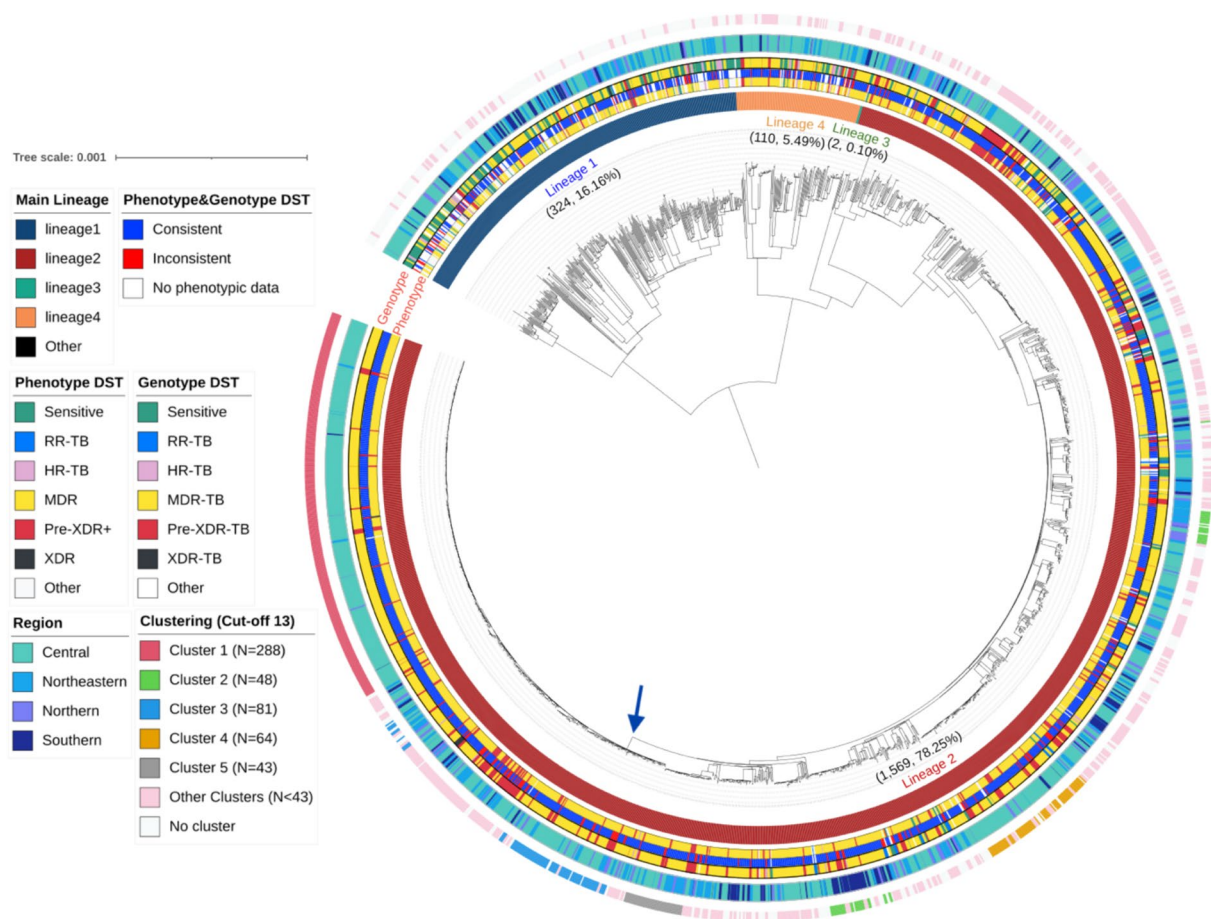 Tree scale: 0.001
Main Lineage
lineage1
lineage2
lineage3
lineage4
Other
Phenotype&Genotype DST
Consistent
Inconsistent
No phenotypic data
Phenotype DST
Sensitive
RR-TB
HR-TB
MDR
Pre-XDR+
XDR
Other
Genotype DST
Sensitive
RR-TB
HR-TB
MDR-TB
Pre-XDR-TB
XDR-TB
Other
Region
Central
Northeastern
Northern
Southern
Clustering (Cut-off 13)
Cluster 1 (N=288)
Cluster 2 (N=48)
Cluster 3 (N=81)
Cluster 4 (N=64)
Cluster 5 (N=43)
Other Clusters (N<43)
No cluster
Genotype
Phenotype
Lineage 1
(324, 16.16%)
Lineage 4
(110, 5.49%)
Lineage 3
(2, 0.10%)
(1,569, 78.25%)
Lineage 2